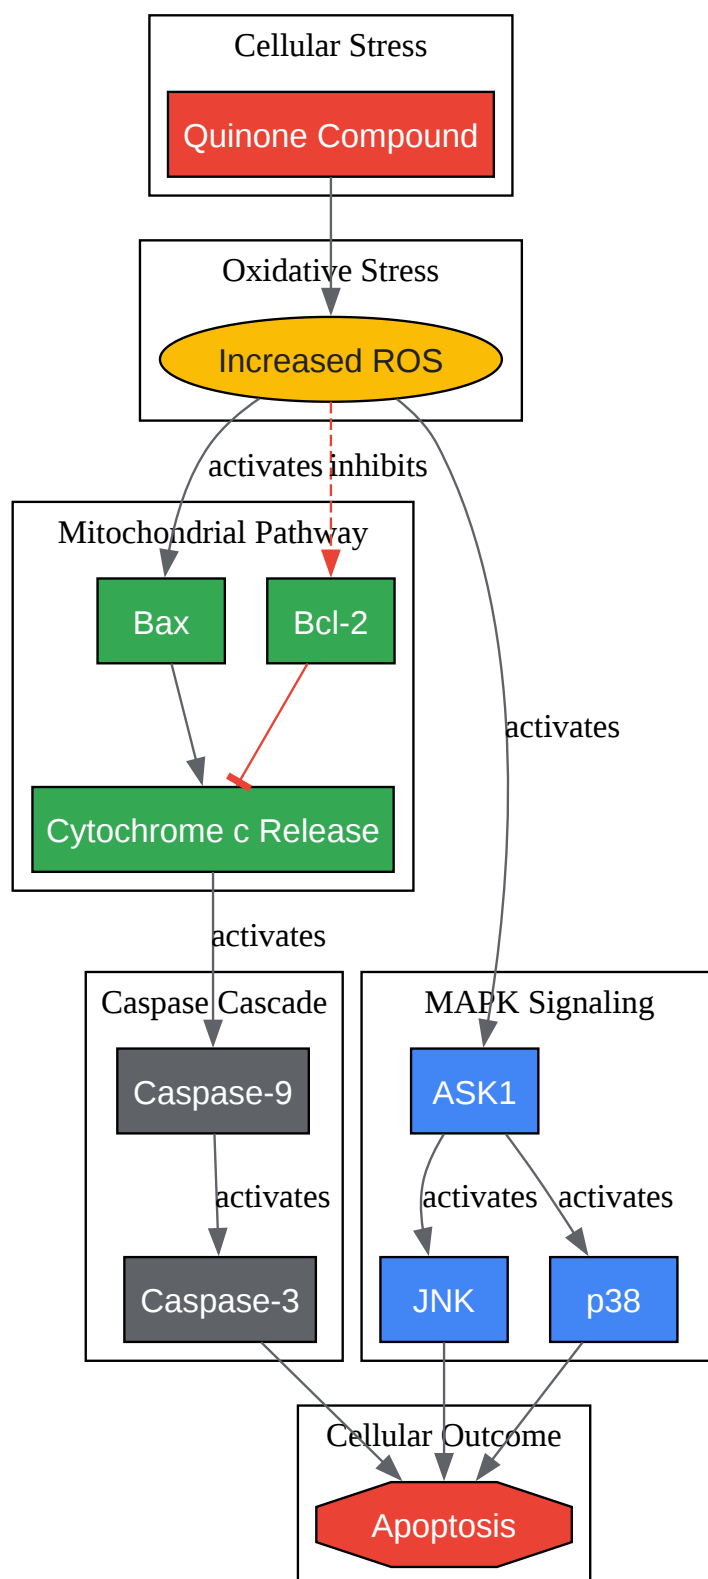 Cellular Stress
Quinone Compound
Oxidative Stress
Increased ROS
activates
inhibits
Mitochondrial Pathway
Bax
Bcl-2
activates
Cytochrome c Release
activates
Caspase Cascade
MAPK Signaling
Caspase-9
ASK1
activates
activates
activates
Caspase-3
JNK
p38
Cellular Outcome
Apoptosis